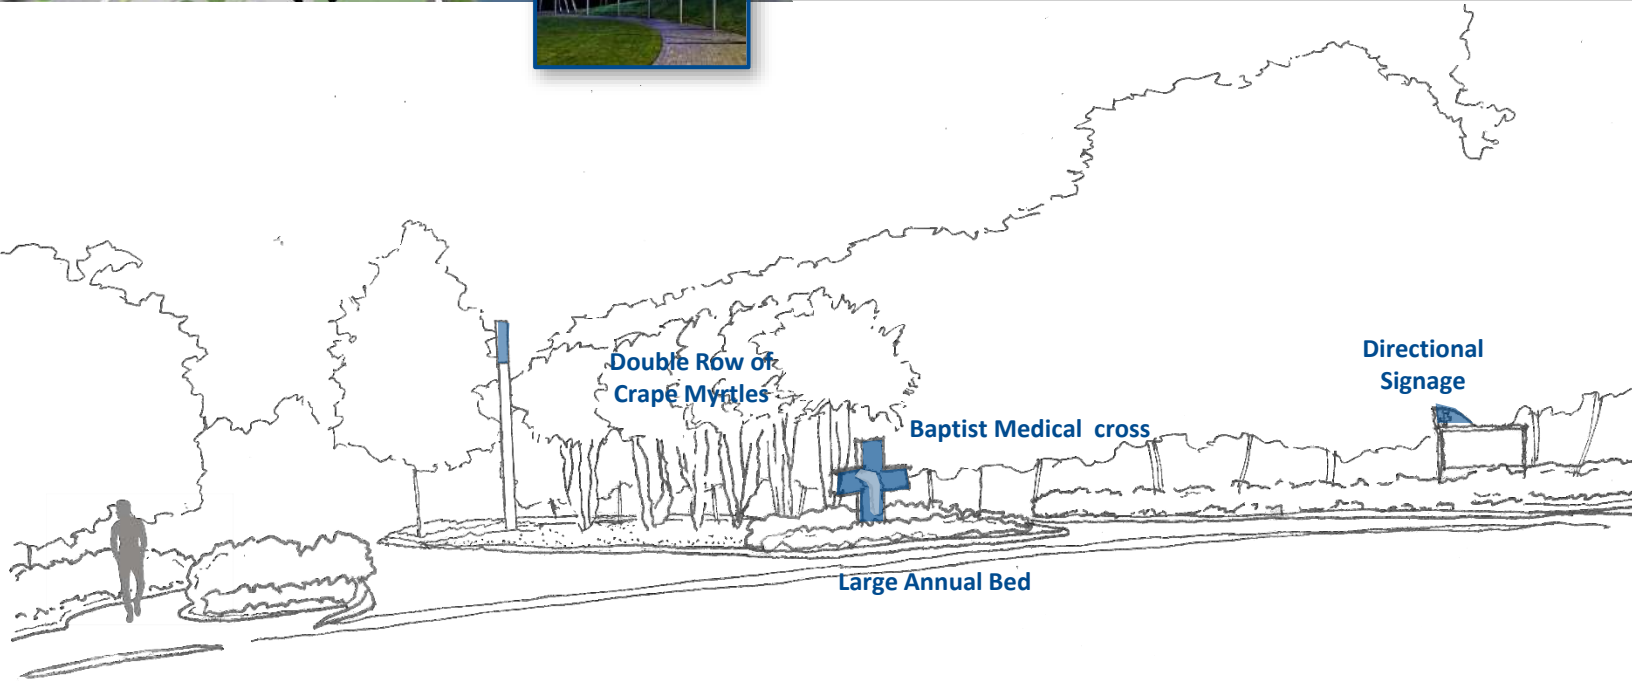 Double Row of
Crape Myrtles
Baptist Medical cross
Directional
Signage
Large Annual Bed